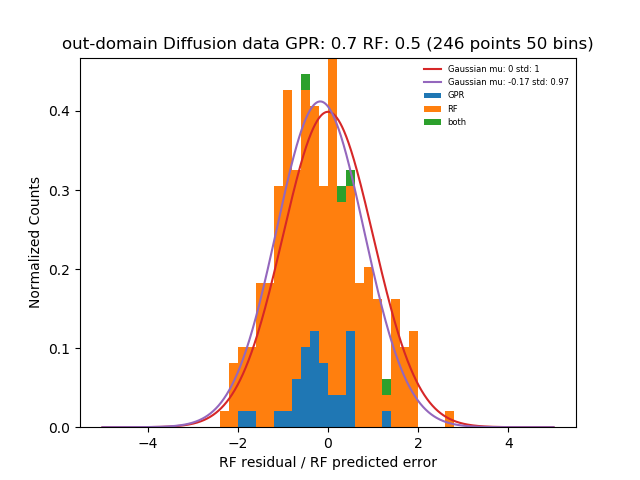 out-domain Diffusion data GPR: 0.7 RF: 0.5 (246 points 50 bins)
Gaussian mu: 0 std: 1
Gaussian mu: -0.17 std: 0.97
GPR
RF
both
Normalized Counts
0.4
0.3
0.2
0.1
0.0
−4 −2 0 2 4
RF residual / RF predicted error